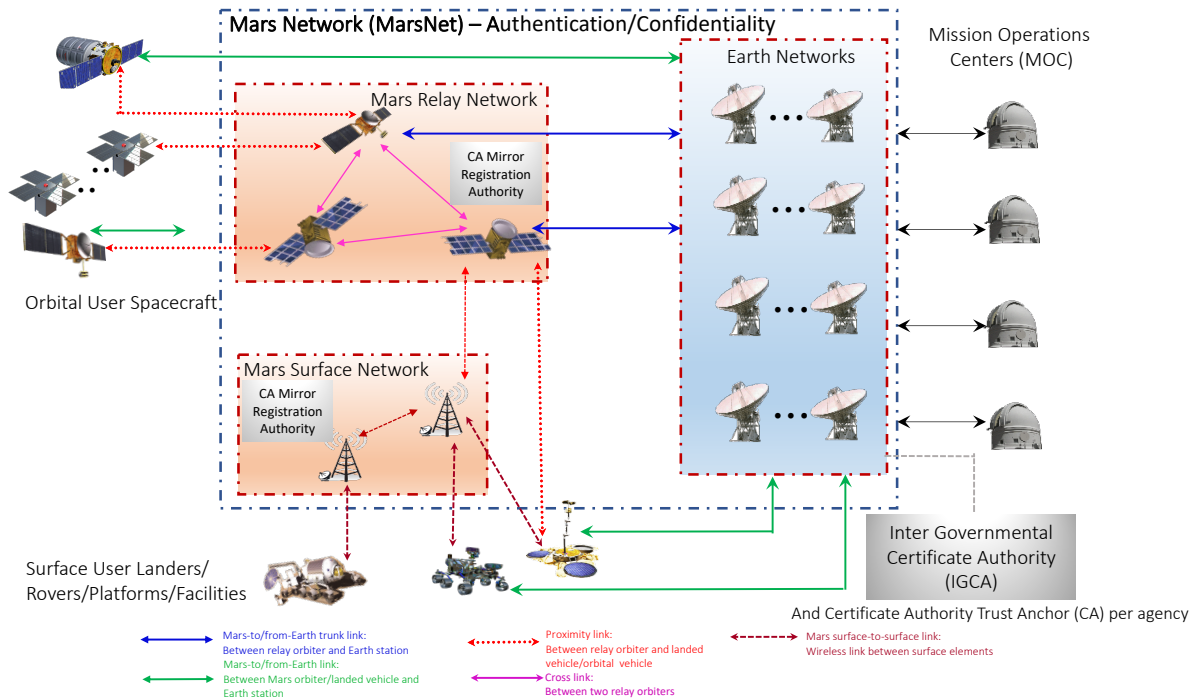 Mars Network (MarsNet) – Authentication/Confidentiality
Earth Networks
Mission Operations
Centers (MOC)
Mars Relay Network
CA Mirror
Registration
Authority
Orbital User Spacecraft
Mars Surface Network
CA Mirror
Registration
Authority
Surface User Landers/
Rovers/Platforms/Facilities
Inter Governmental
Certificate Authority
(IGCA)
And Certificate Authority Trust Anchor (CA) per agency
Mars-to/from-Earth trunk link:
Between relay orbiter and Earth station
Mars-to/from-Earth link:
Between Mars orbiter/landed vehicle and
Earth station
Proximity link:
Between relay orbiter and landed
vehicle/orbital vehicle
Cross link:
Between two relay orbiters
Mars surface-to-surface link:
Wireless link between surface elements